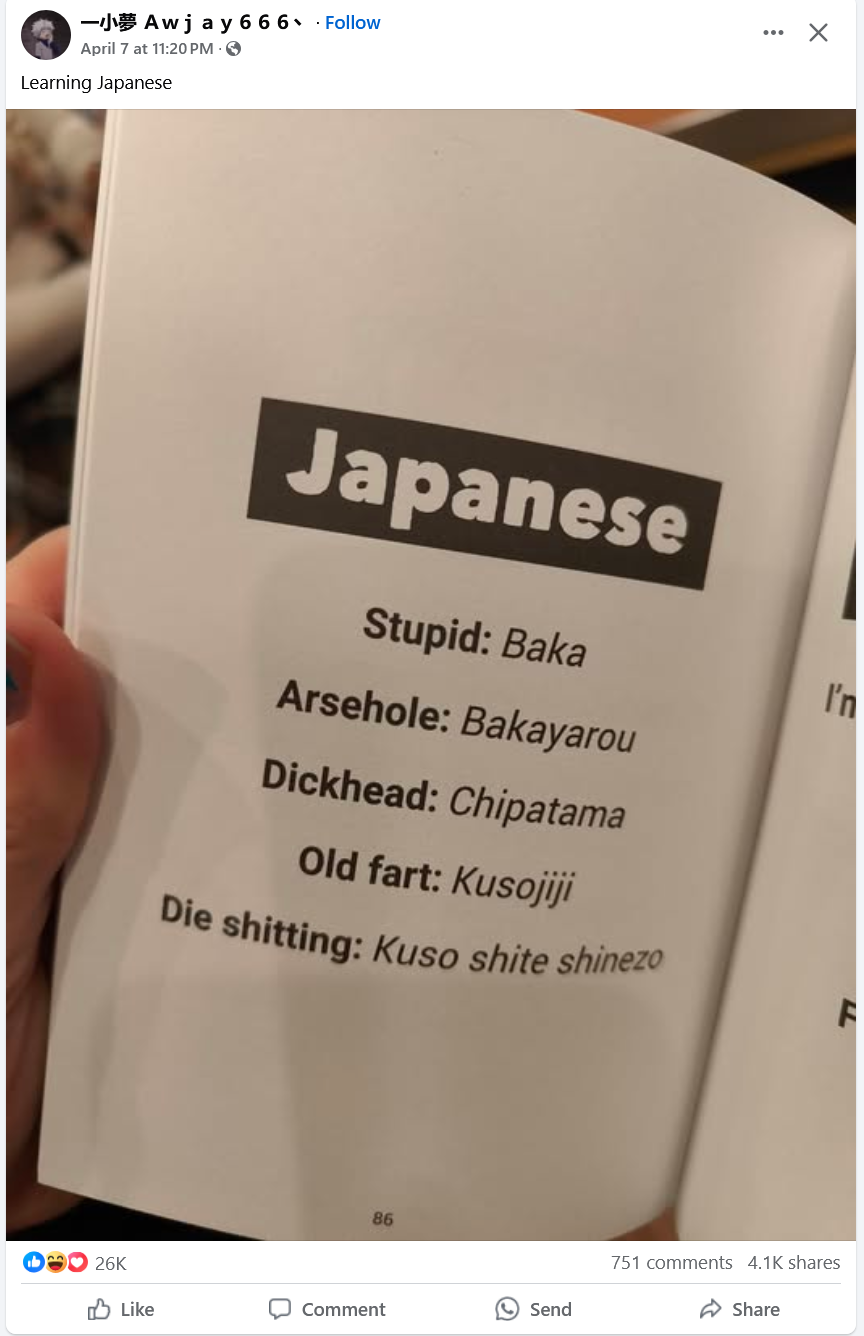 一小夢 Ａｗｊａｙ６６６丶 · Follow
April 7 at 11:20 PM ·
Learning Japanese
Japanese
Stupid: Baka
Arsehole: Bakayarou
Dickhead: Chipatama
Old fart: Kusojiji
Die shitting: Kuso shite shinezo
I'm
F
86
26K
751 comments 4.1K shares
Like Comment Send Share